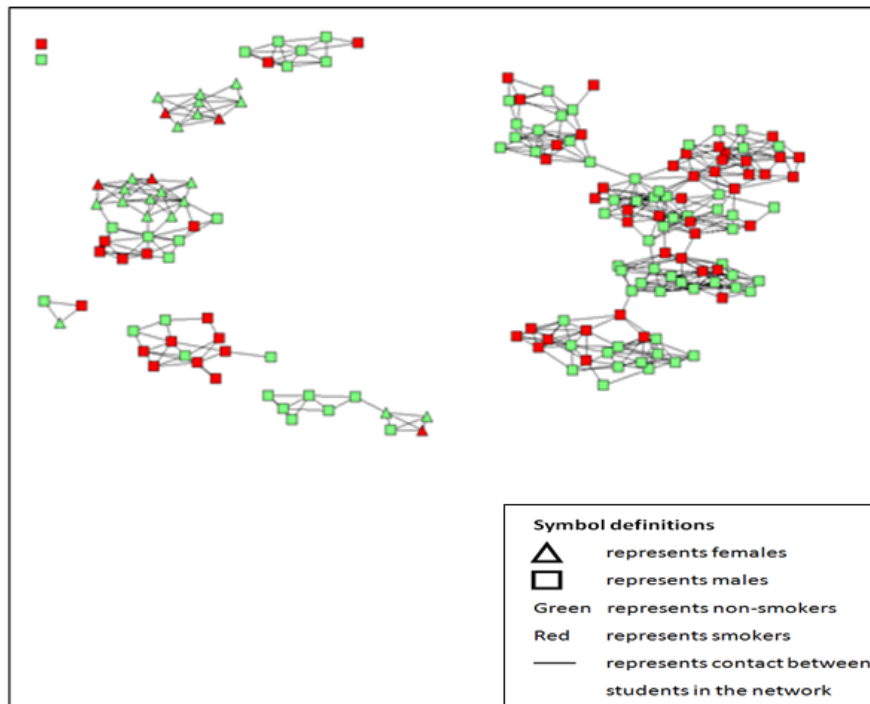 Symbol definitions
represents females
represents males
Green represents non-smokers
Red represents smokers
represents contact between
students in the network